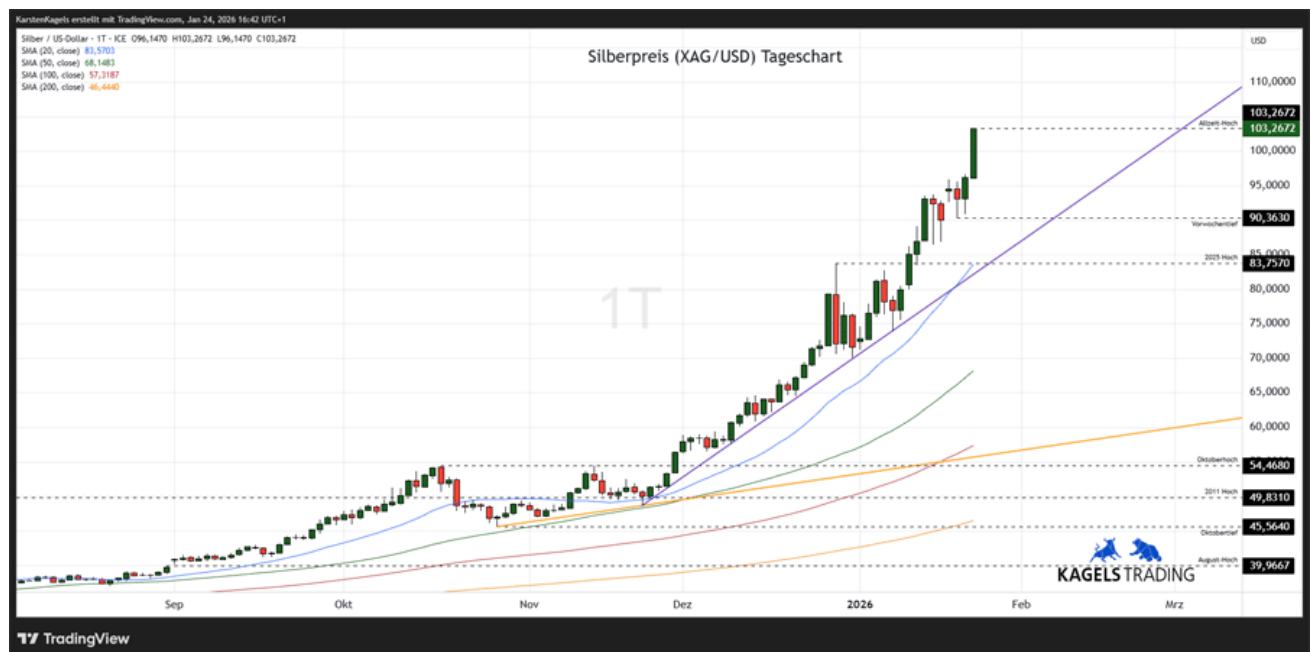 KarstenKagels erstellt mit TradingView.com, Jan 24, 2026 16:42 UTC+1
Silber / US-Dollar - 1T - ICE O96,1470 H103,2672 L96,1470 C103,2672
SMA (20, close) 83,5703
SMA (50, close) 68,1483
SMA (100, close) 57,3187
SMA (200, close) 46,4440
Silberpreis (XAG/USD) Tageschart
USD
110,0000
103,2672
Allzeit-Hoch
103,2672
100,0000
95,0000
90,3630
Vorwochentief
85,0000
2025 Hoch
83,7570
80,0000
1T
75,0000
70,0000
65,0000
60,0000
Oktoberhoch
54,4680
2011 Hoch
49,8310
45,5640
Oktobertief
August-Hoch
39,9667
KAGELS TRADING
Sep
Okt
Nov
Dez
2026
Feb
Mrz
TradingView